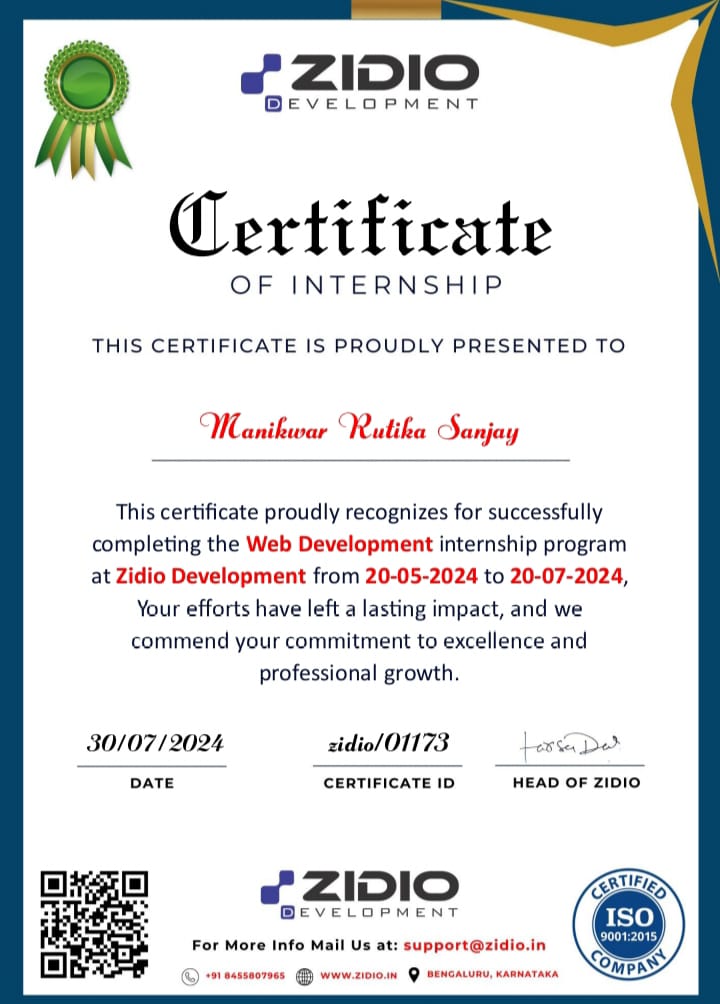 ZIDIO
DEVELOPMENT
Certificate
OF INTERNSHIP
THIS CERTIFICATE IS PROUDLY PRESENTED TO
Manikwar Rutika Sanjay
This certificate proudly recognizes for successfully
completing the Web Development internship program
at Zidio Development from 20-05-2024 to 20-07-2024,
Your efforts have left a lasting impact, and we
commend your commitment to excellence and
professional growth.
30/07/2024
DATE
zidio/01173
CERTIFICATE ID
HEAD OF ZIDIO
ZIDIO
DEVELOPMENT
For More Info Mail Us at: support@zidio.in
+91 8455807965 WWW.ZIDIO.IN BENGALURU, KARNATAKA
CERTIFIED
ISO
9001:2015
COMPANY